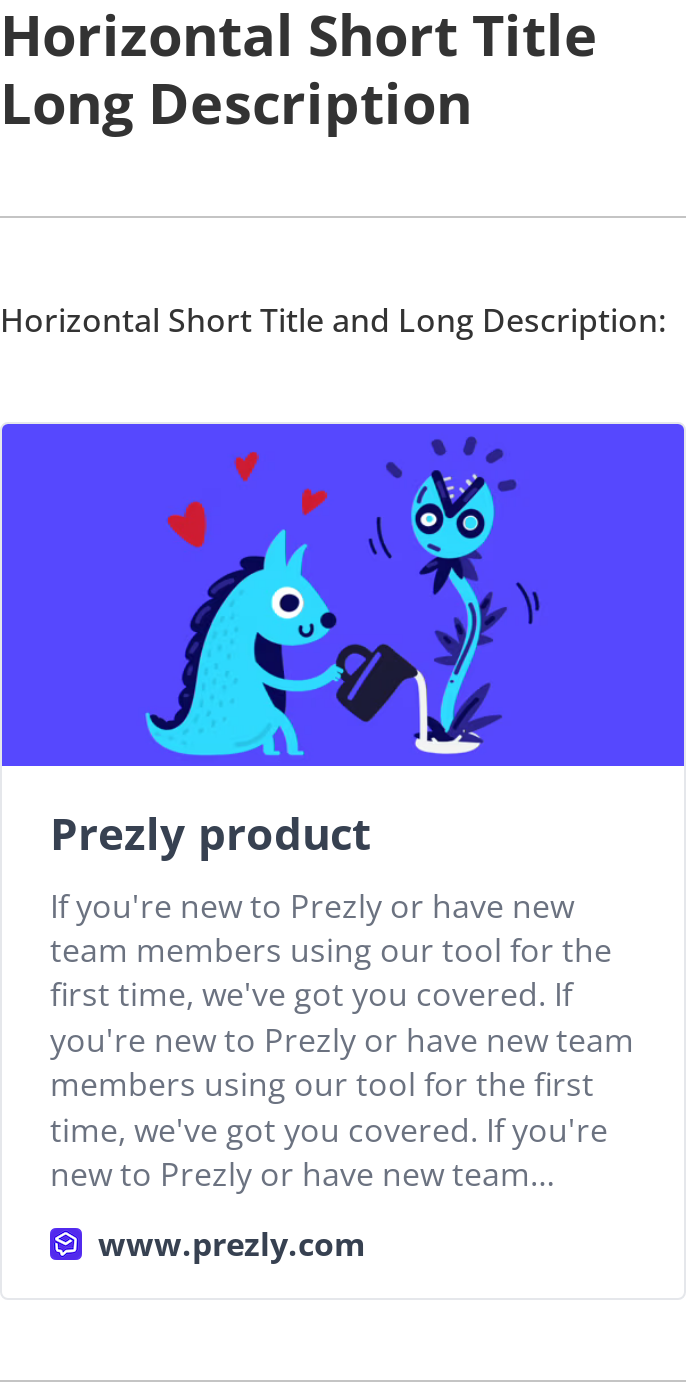 Horizontal Short Title
Long Description
Horizontal Short Title and Long Description:
Prezly product
If you're new to Prezly or have new
team members using our tool for the
first time, we've got you covered. If
you're new to Prezly or have new team
members using our tool for the first
time, we've got you covered. If you're
new to Prezly or have new team...
www.prezly.com